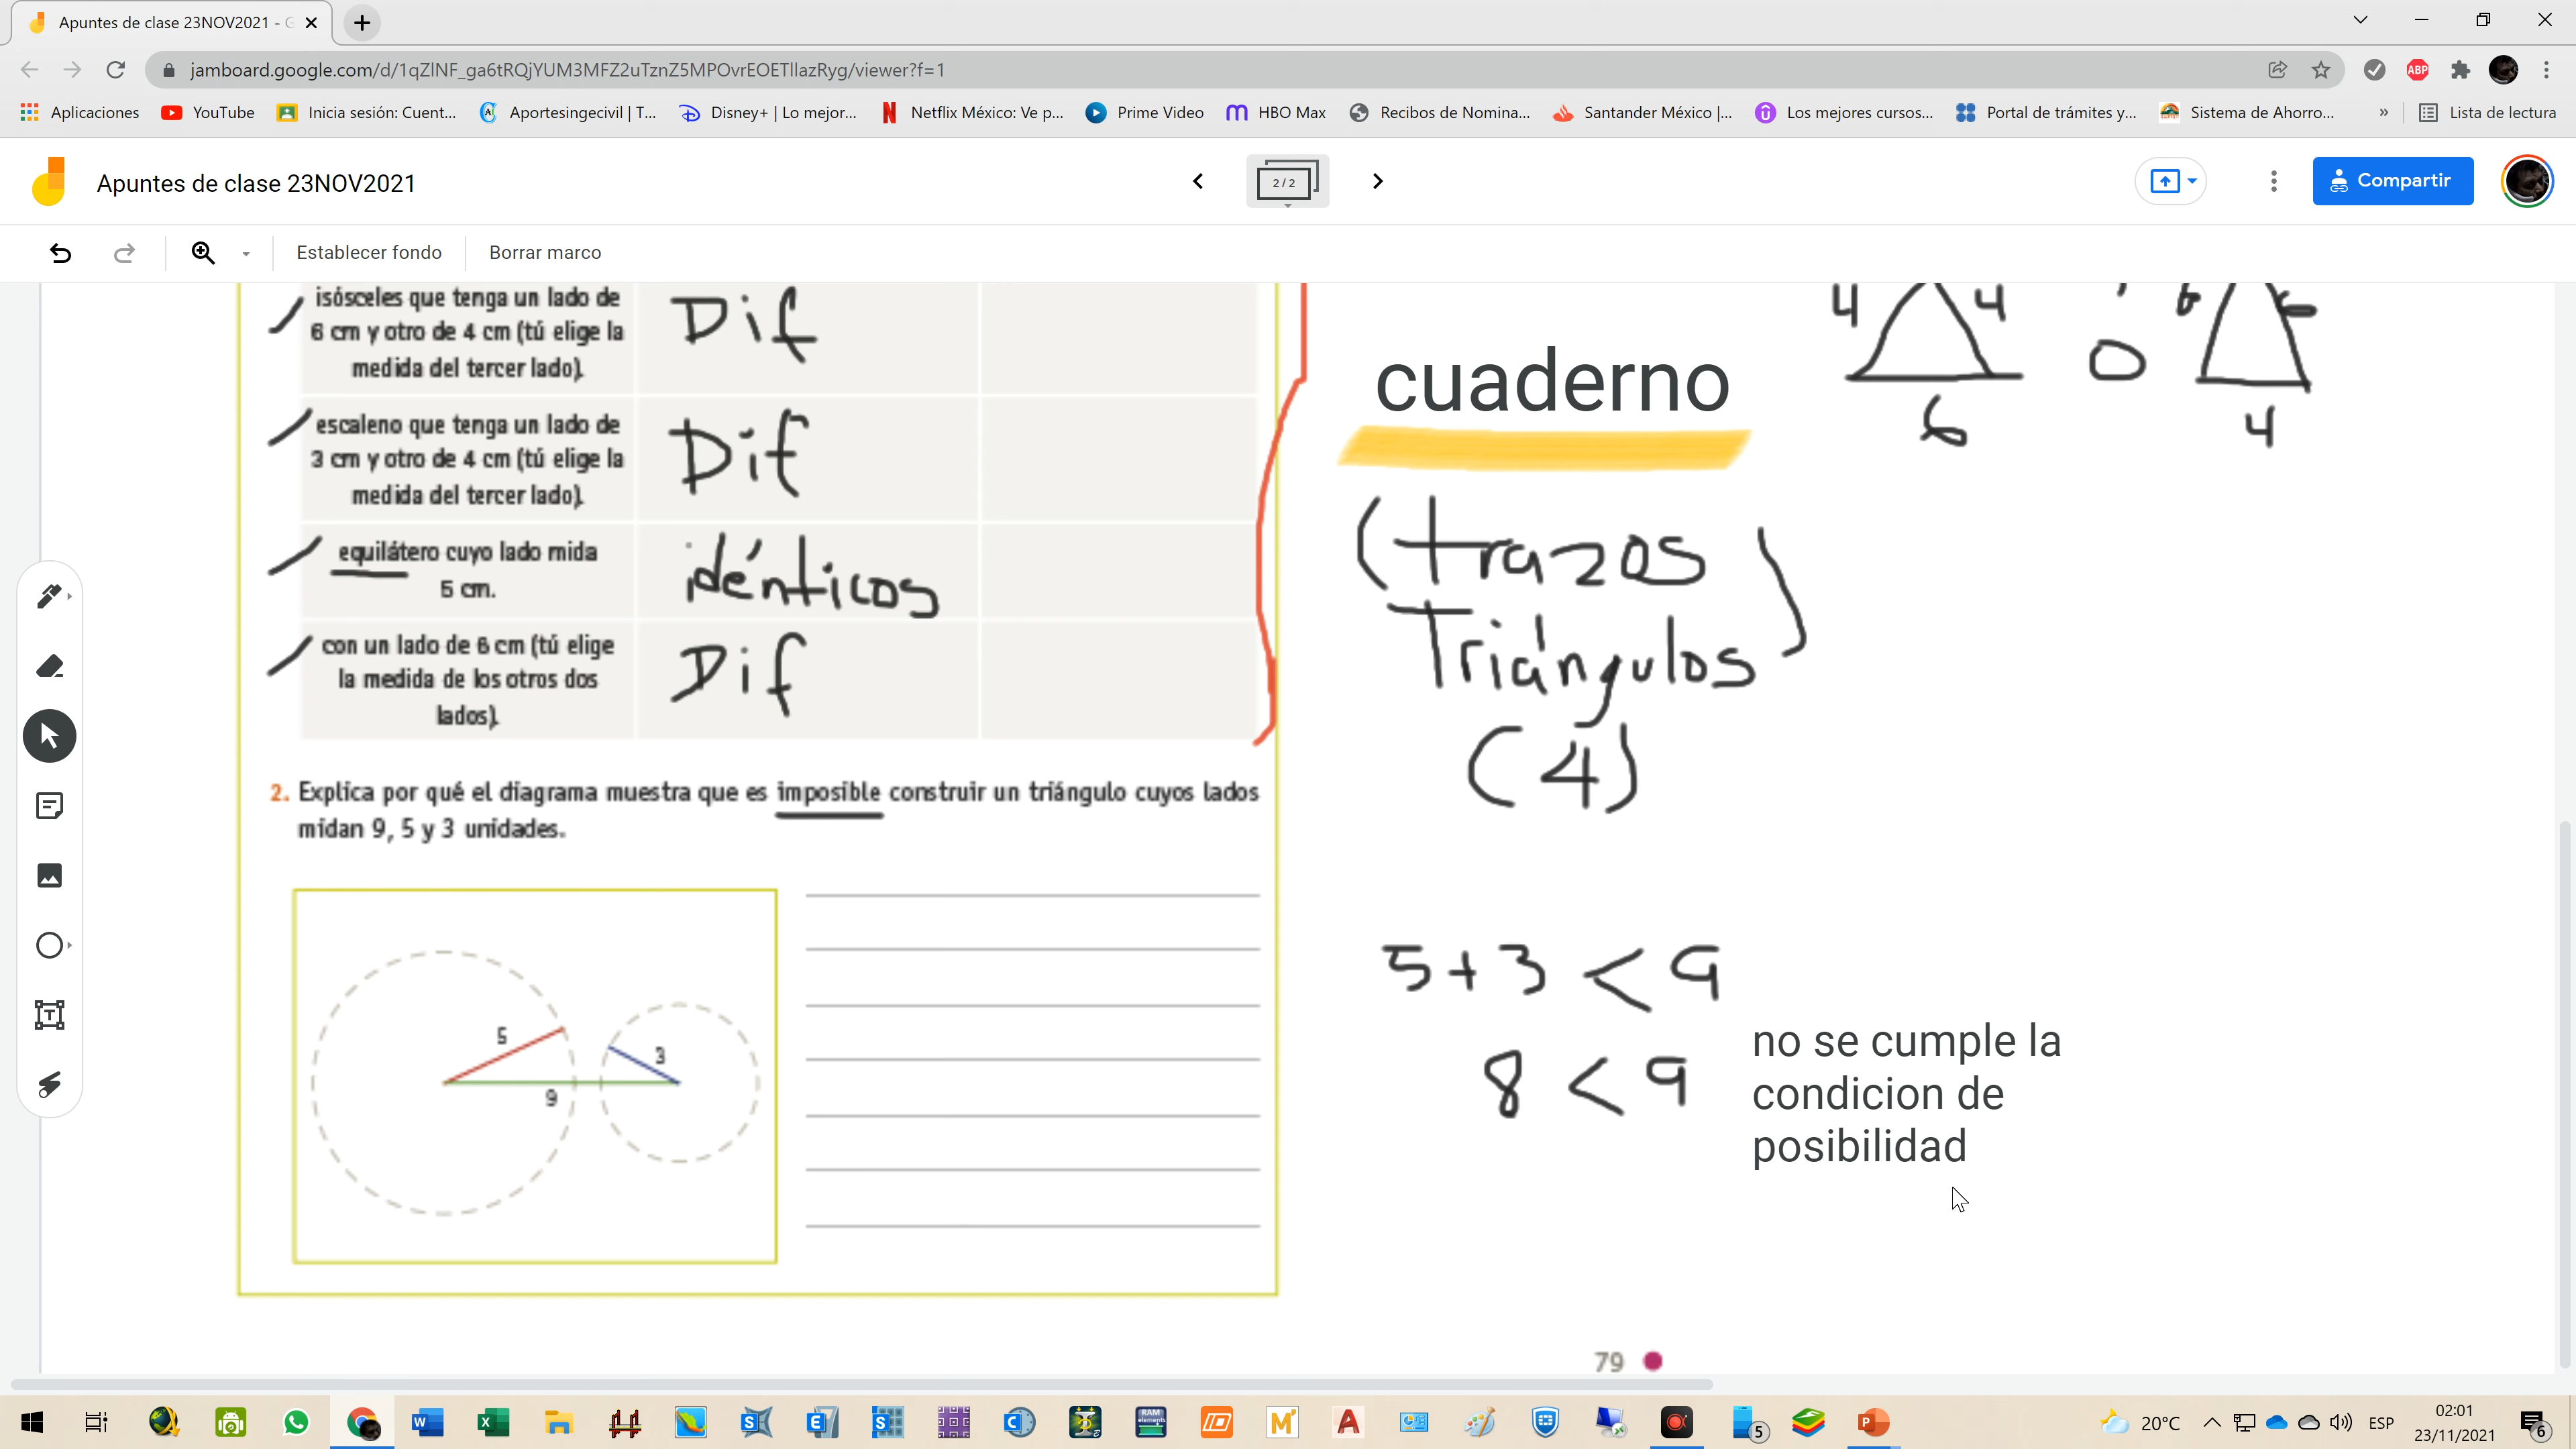 Apuntes de clase 23NOV2021 - G
jamboard.google.com/d/1qZlNF_ga6tRQjYUM3MFZ2uTznZ5MPOvrEOETllazRyg/viewer?f=1
ABP
Aplicaciones YouTube Inicia sesión: Cuent... Aportesingecivil | T... Disney+ | Lo mejor... Netflix México: Ve p... Prime Video HBO Max Recibos de Nomina... Santander México |... Los mejores cursos... Portal de trámites y... Sistema de Ahorro... » Lista de lectura
Apuntes de clase 23NOV2021
2 / 2
Compartir
Establecer fondo Borrar marco
isósceles que tenga un lado de
6 cm y otro de 4 cm (tú elige la
medida del tercer lado).
Dif
escaleno que tenga un lado de
3 cm y otro de 4 cm (tú elige la
medida del tercer lado).
Dif
equilátero cuyo lado mida
5 cm.
idénticos
con un lado de 6 cm (tú elige
la medida de los otros dos
lados).
Dif
2. Explica por qué el diagrama muestra que es imposible construir un triángulo cuyos lados
midan 9, 5 y 3 unidades.
5
3
9
4 4
6
o
6 6
4
cuaderno
(trazos
Triángulos)
(4)
5+3 < 9
8 < 9
no se cumple la
condicion de
posibilidad
79
20°C ESP
02:01
23/11/2021
5
6